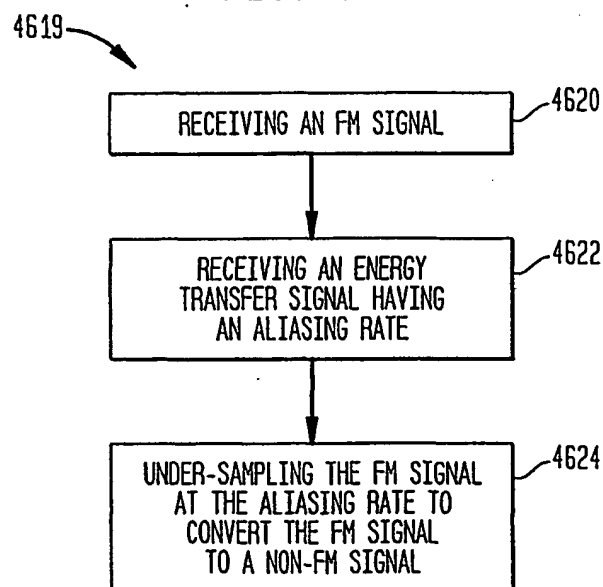 4619
RECEIVING AN FM SIGNAL
4620
RECEIVING AN ENERGY
TRANSFER SIGNAL HAVING
AN ALIASING RATE
4622
UNDER-SAMPLING THE FM SIGNAL
AT THE ALIASING RATE TO
CONVERT THE FM SIGNAL
TO A NON-FM SIGNAL
4624